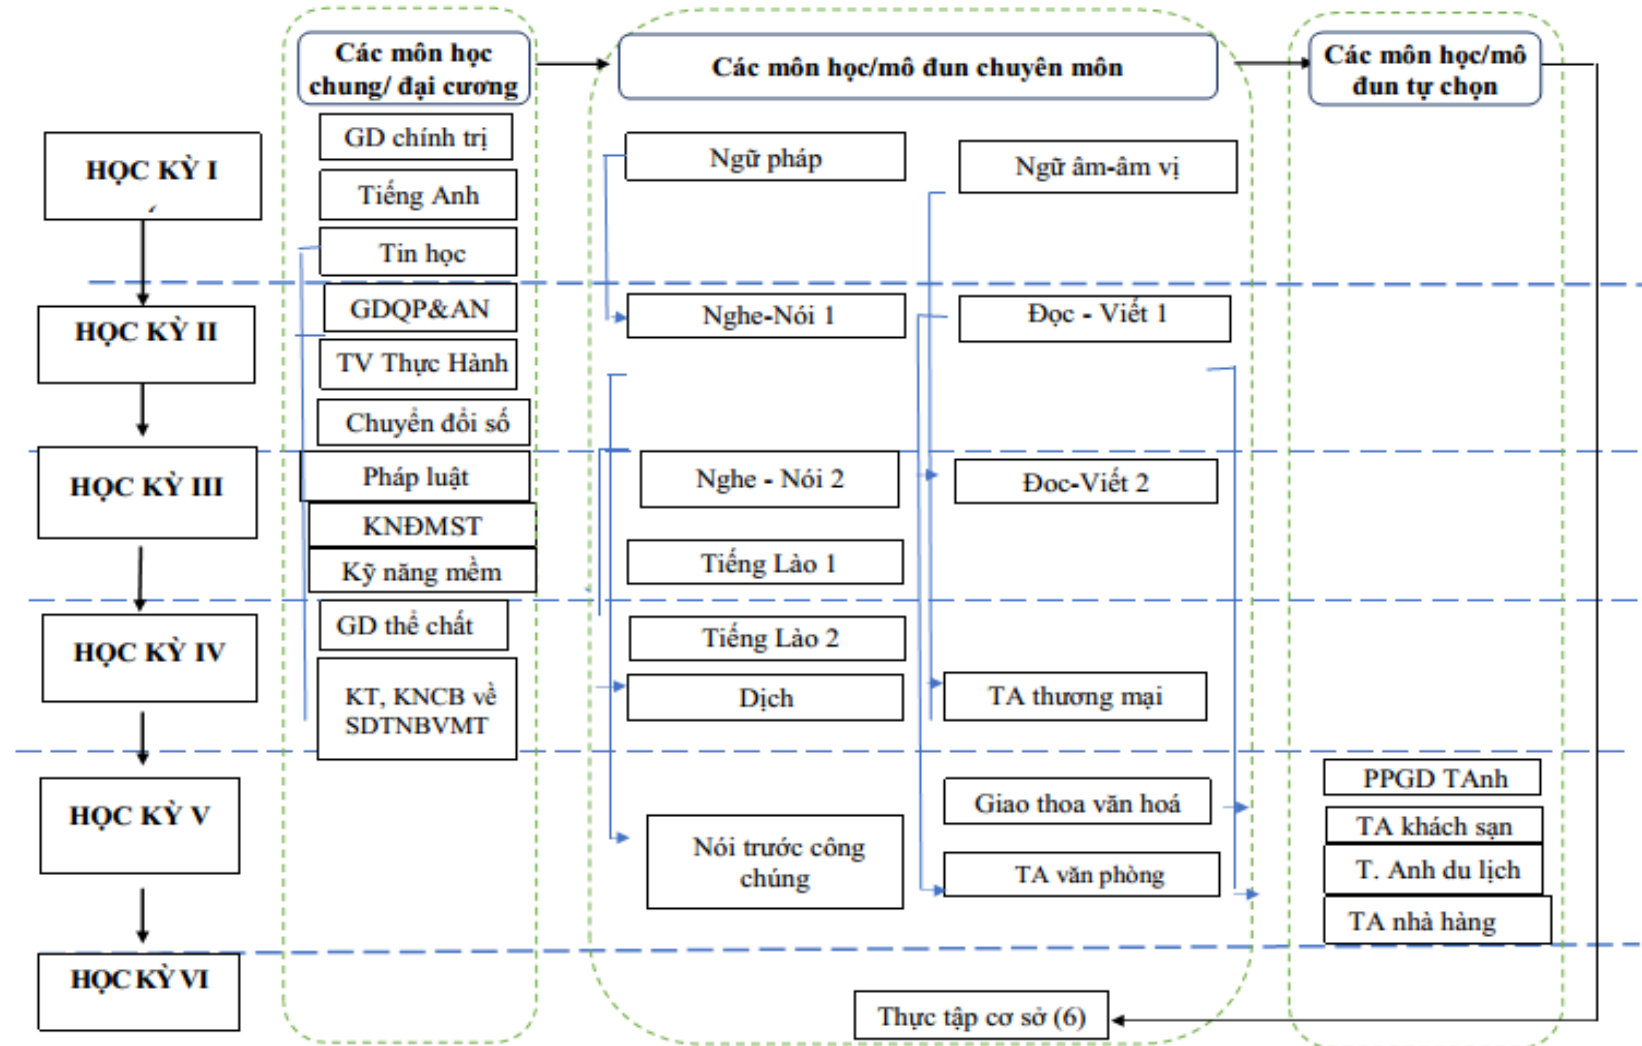 Các môn học
chung/ đại cương
Các môn học/mô đun chuyên môn
Các môn học/mô
đun tự chọn
HỌC KỲ I
GD chính trị
Tiếng Anh
Tin học
Ngữ pháp
Ngữ âm-âm vị
HỌC KỲ II
GDQP&AN
TV Thực Hành
Chuyển đổi số
Nghe-Nói 1
Đọc - Viết 1
HỌC KỲ III
Pháp luật
KNĐMST
Kỹ năng mềm
Nghe - Nói 2
Đoc-Viết 2
Tiếng Lào 1
HỌC KỲ IV
GD thể chất
KT, KNCB về
SDTNBVMT
Tiếng Lào 2
Dịch
TA thương mại
HỌC KỲ V
Nói trước công
chúng
Giao thoa văn hoá
TA văn phòng
PPGD TAnh
TA khách sạn
T. Anh du lịch
TA nhà hàng
HỌC KỲ VI
Thực tập cơ sở (6)